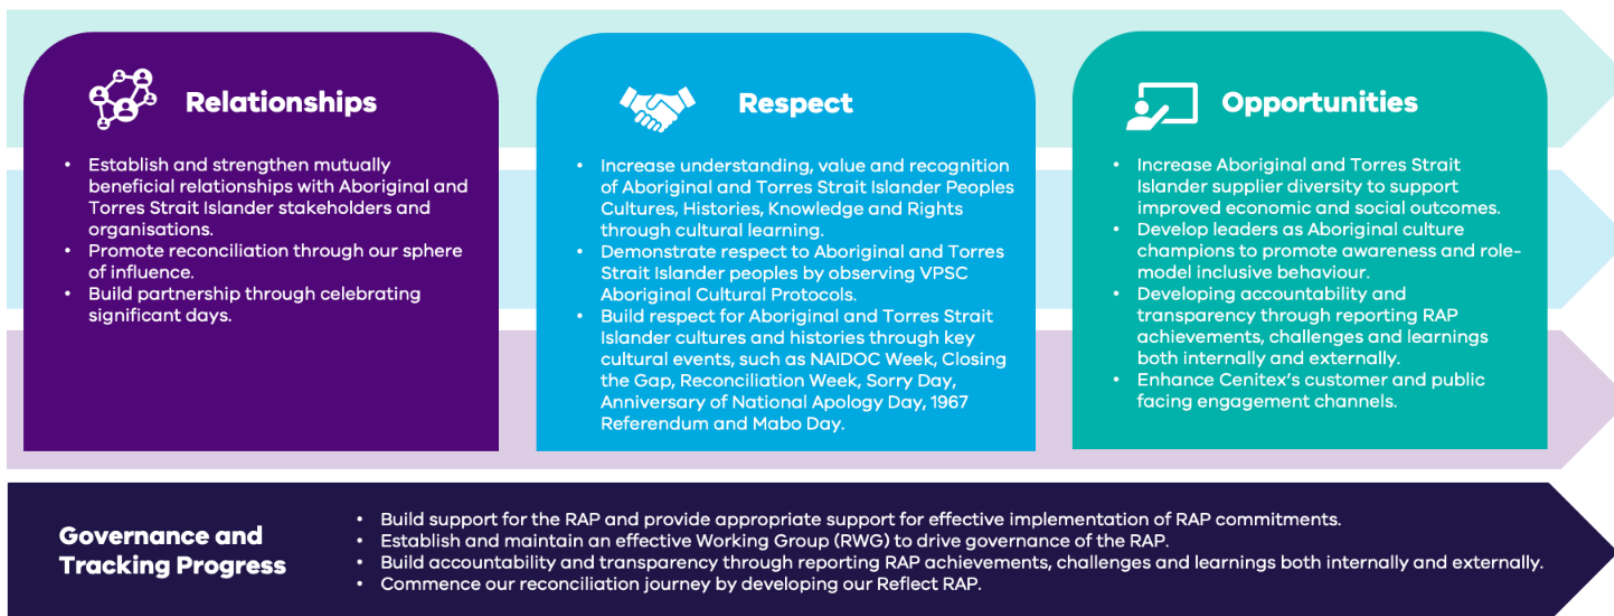 Relationships
• Establish and strengthen mutually
beneficial relationships with Aboriginal and
Torres Strait Islander stakeholders and
organisations.
• Promote reconciliation through our sphere
of influence.
• Build partnership through celebrating
significant days.
Respect
• Increase understanding, value and recognition
of Aboriginal and Torres Strait Islander Peoples
Cultures, Histories, Knowledge and Rights
through cultural learning.
• Demonstrate respect to Aboriginal and Torres
Strait Islander peoples by observing VPSC
Aboriginal Cultural Protocols.
• Build respect for Aboriginal and Torres Strait
Islander cultures and histories through key
cultural events, such as NAIDOC Week, Closing
the Gap, Reconciliation Week, Sorry Day,
Anniversary of National Apology Day, 1967
Referendum and Mabo Day.
Opportunities
• Increase Aboriginal and Torres Strait
Islander supplier diversity to support
improved economic and social outcomes.
• Develop leaders as Aboriginal culture
champions to promote awareness and role-
model inclusive behaviour.
• Developing accountability and
transparency through reporting RAP
achievements, challenges and learnings
both internally and externally.
• Enhance Cenitex's customer and public
facing engagement channels.
Governance and
Tracking Progress
• Build support for the RAP and provide appropriate support for effective implementation of RAP commitments.
• Establish and maintain an effective Working Group (RWG) to drive governance of the RAP.
• Build accountability and transparency through reporting RAP achievements, challenges and learnings both internally and externally.
• Commence our reconciliation journey by developing our Reflect RAP.